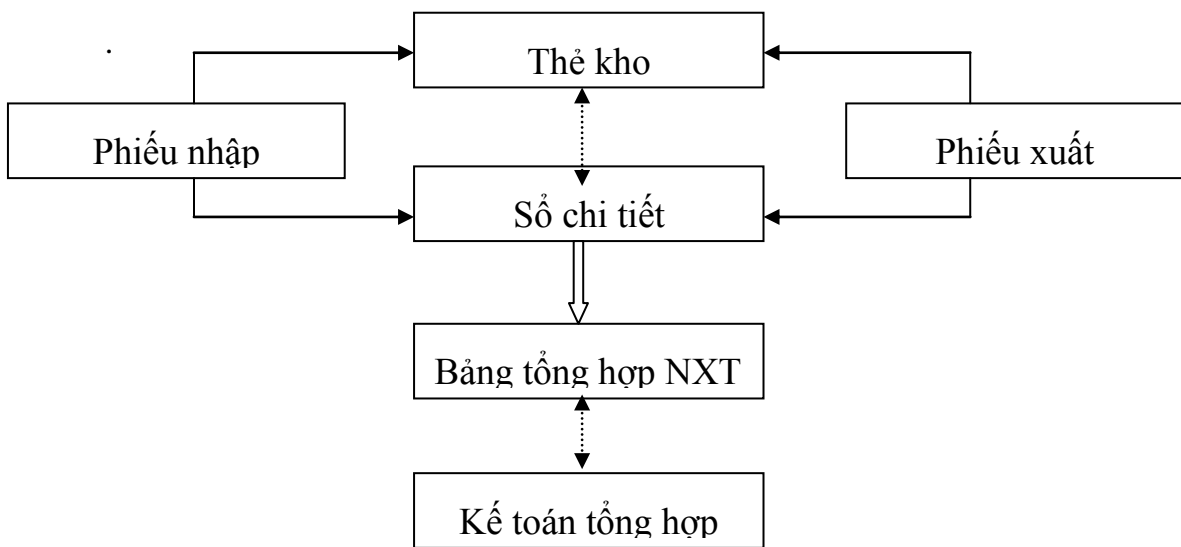 Thẻ kho
Phiếu nhập
Phiếu xuất
Sổ chi tiết
Bảng tổng hợp NXT
Kế toán tổng hợp